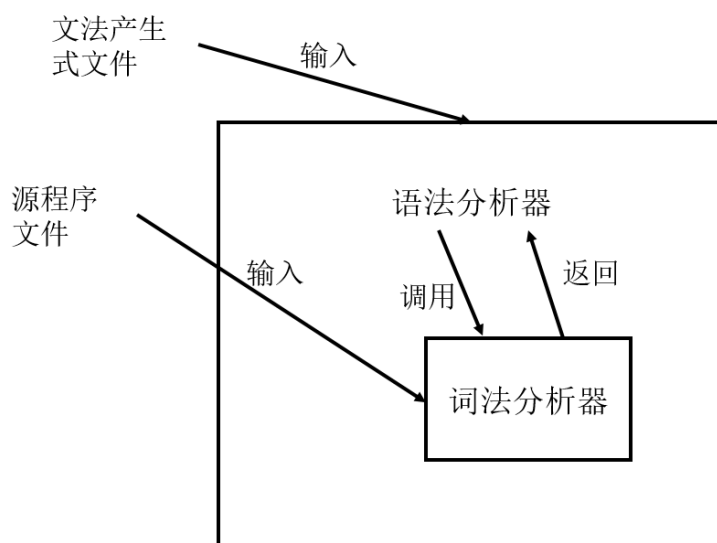 文法产生
式文件
输入
源程序
文件
语法分析器
输入
调用
返回
词法分析器